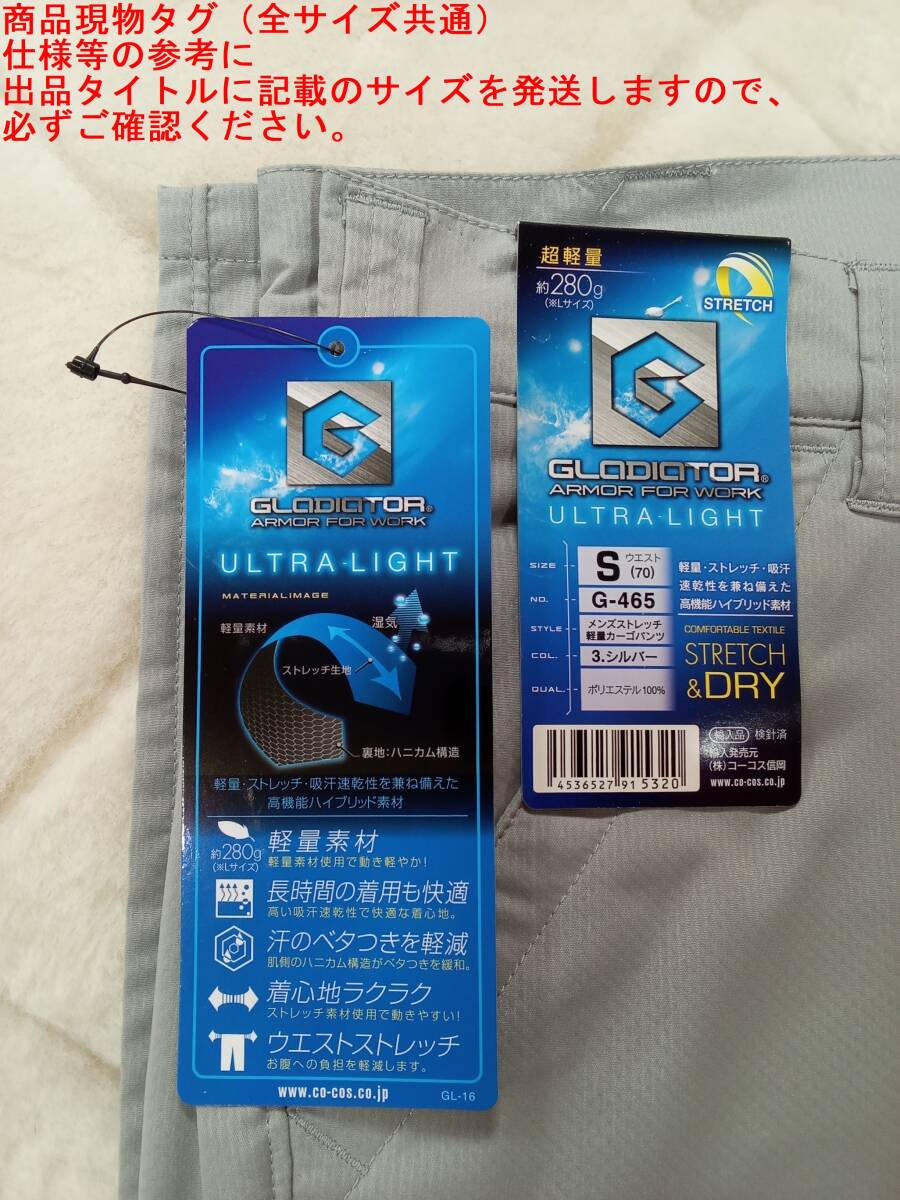 商品現物タグ（全サイズ共通）
仕様等の参考に
出品タイトルに記載のサイズを発送しますので、
必ずご確認ください。
GLADIATOR®
ARMOR FOR WORK
ULTRA-LIGHT
MATERIALIMAGE
軽量素材
湿気
ストレッチ生地
裏地：ハニカム構造
軽量・ストレッチ・吸汗速乾性を兼ね備えた
高機能ハイブリッド素材
約280g
(※Lサイズ)
軽量素材
軽量素材使用で動き軽やか！
長時間の着用も快適
高い吸汗速乾性で快適な着心地。
汗のベタつきを軽減
肌側のハニカム構造がベタつきを緩和。
着心地ラクラク
ストレッチ素材使用で動きやすい！
ウエストストレッチ
お腹への負担を軽減します。
www.co-cos.co.jp
GL-16
超軽量
約280g
(※Lサイズ)
STRETCH
GLADIATOR®
ARMOR FOR WORK
ULTRA-LIGHT
SIZE S ウエスト(70)
NO. G-465
STYLE メンズストレッチ
軽量カーゴパンツ
COL. 3.シルバー
QUAL. ポリエステル100%
軽量・ストレッチ・吸汗
速乾性を兼ね備えた
高機能ハイブリッド素材
COMFORTABLE TEXTILE
STRETCH
&DRY
4536527915320
輸入品 検針済
輸入発売元
(株)コーコス信岡
www.co-cos.co.jp